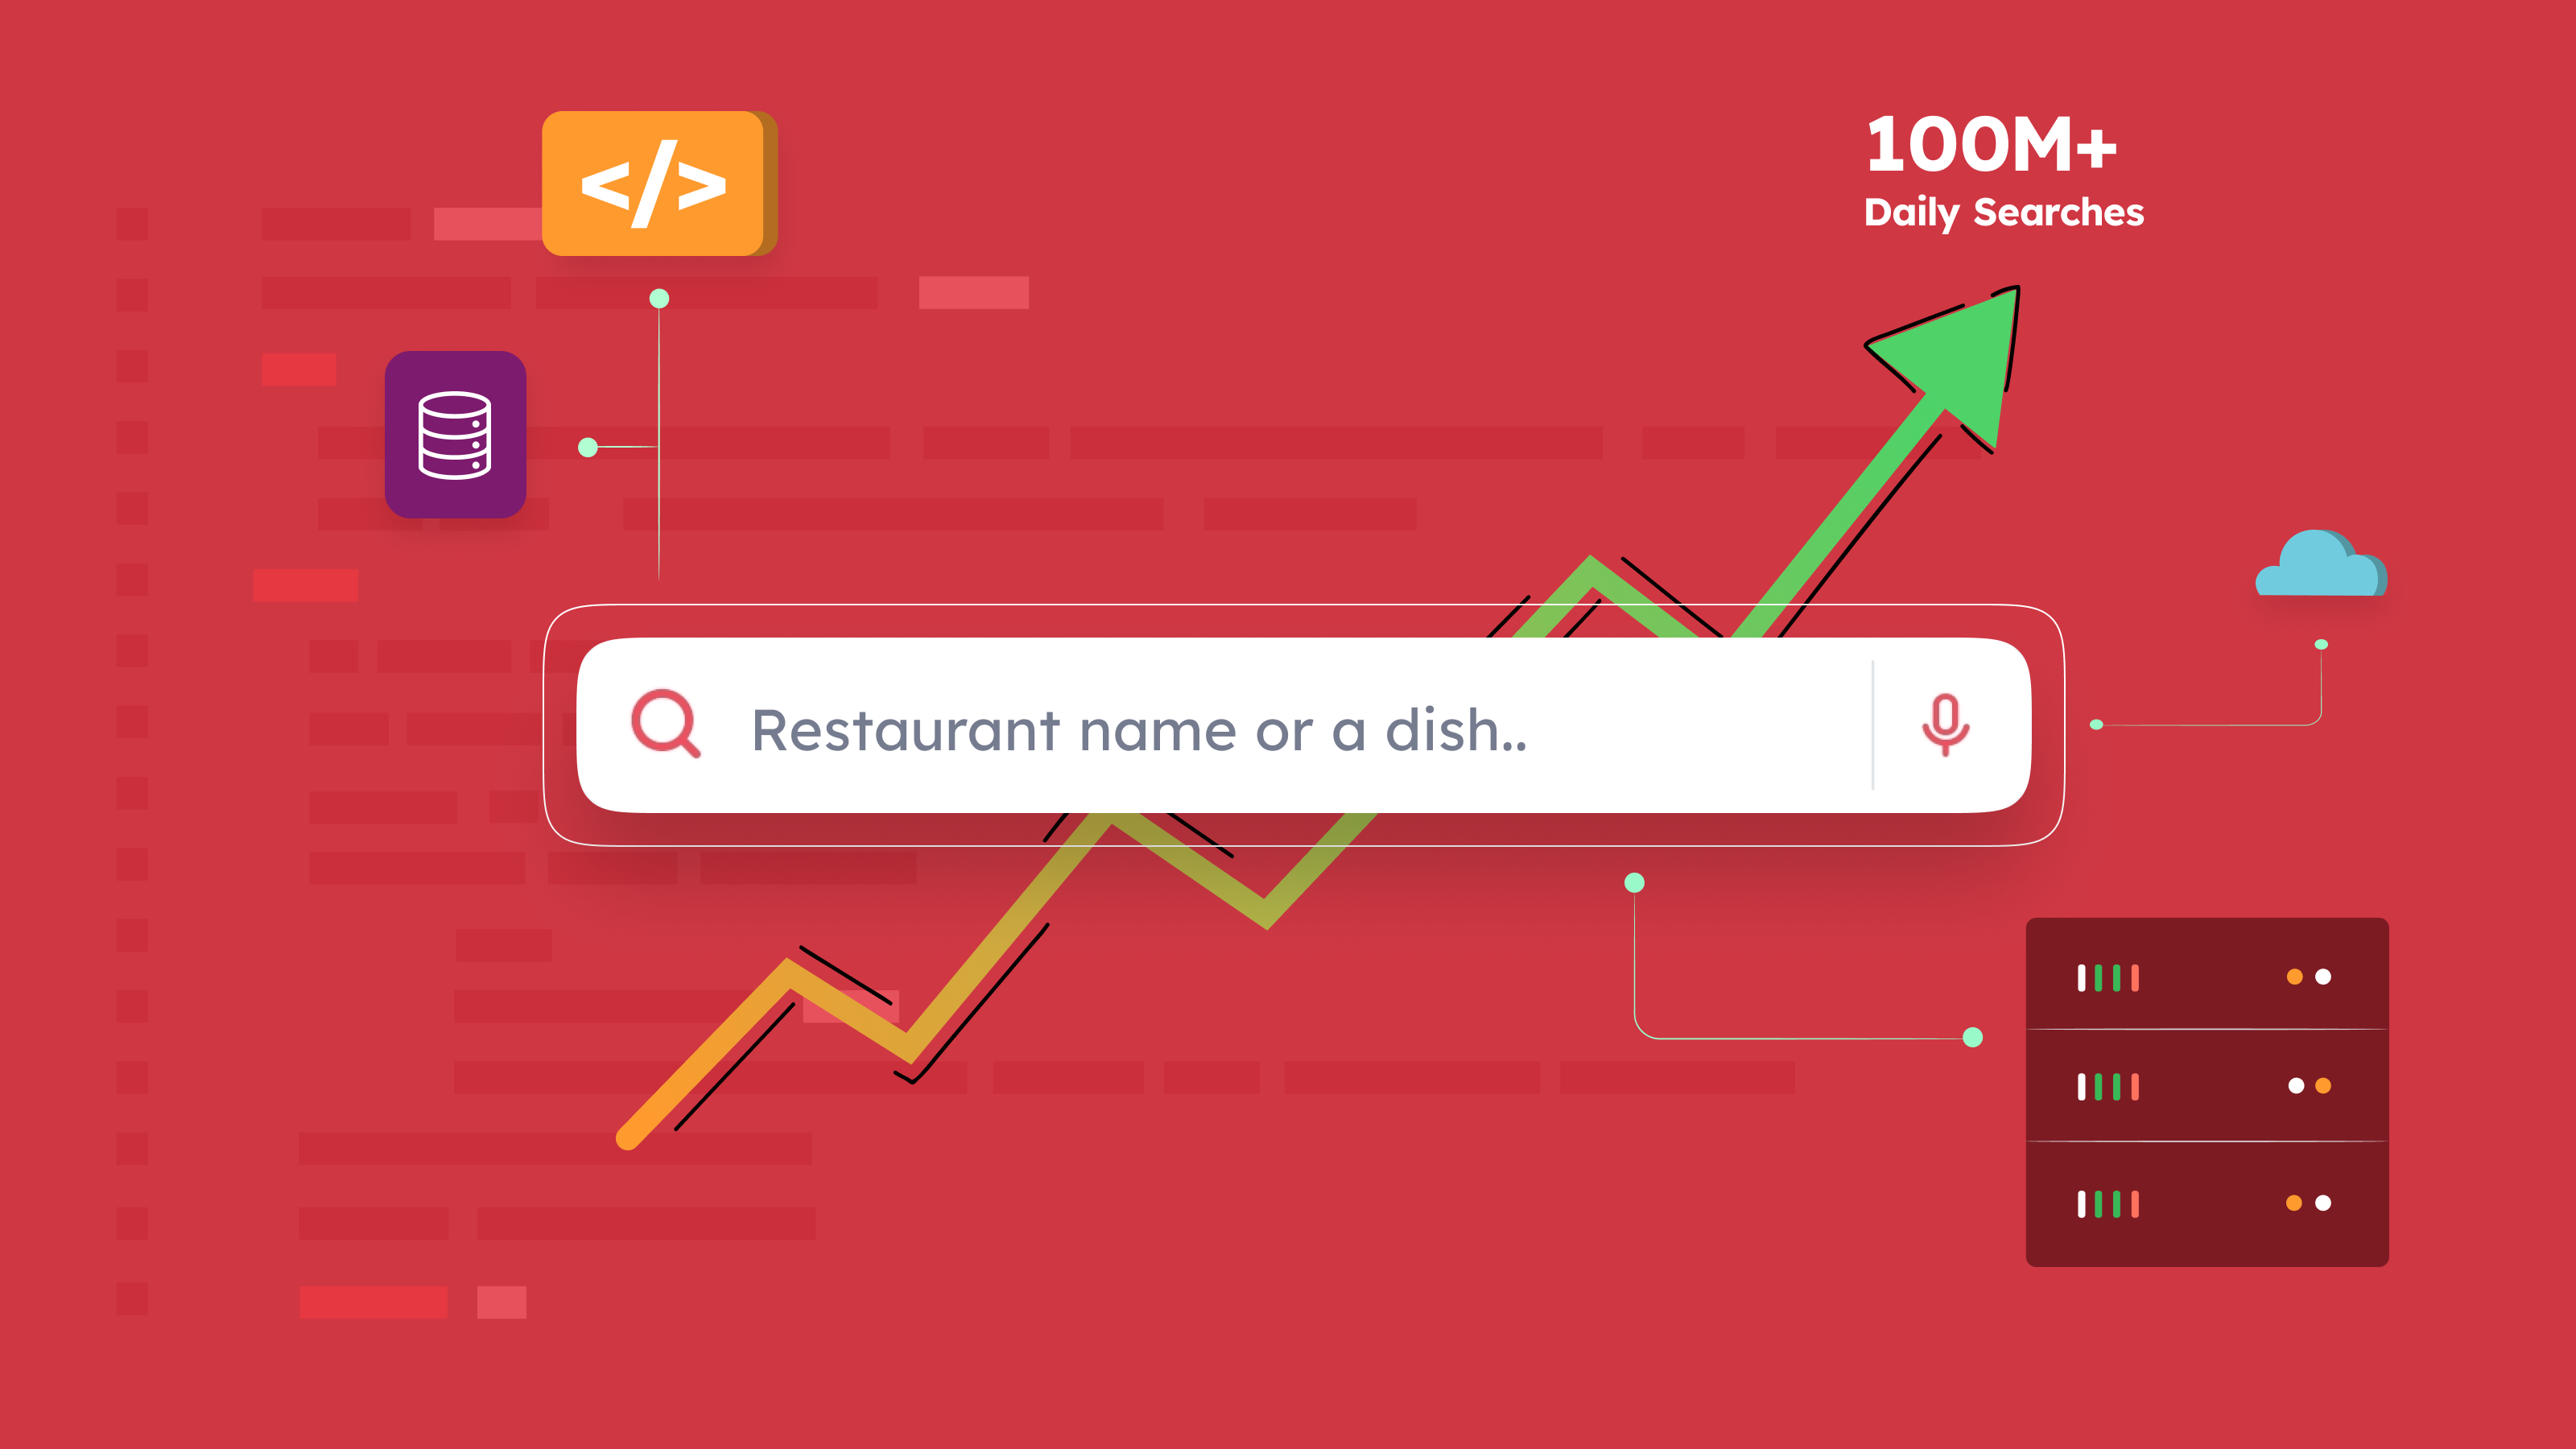 </>
100M+
Daily Searches
Restaurant name or a dish..